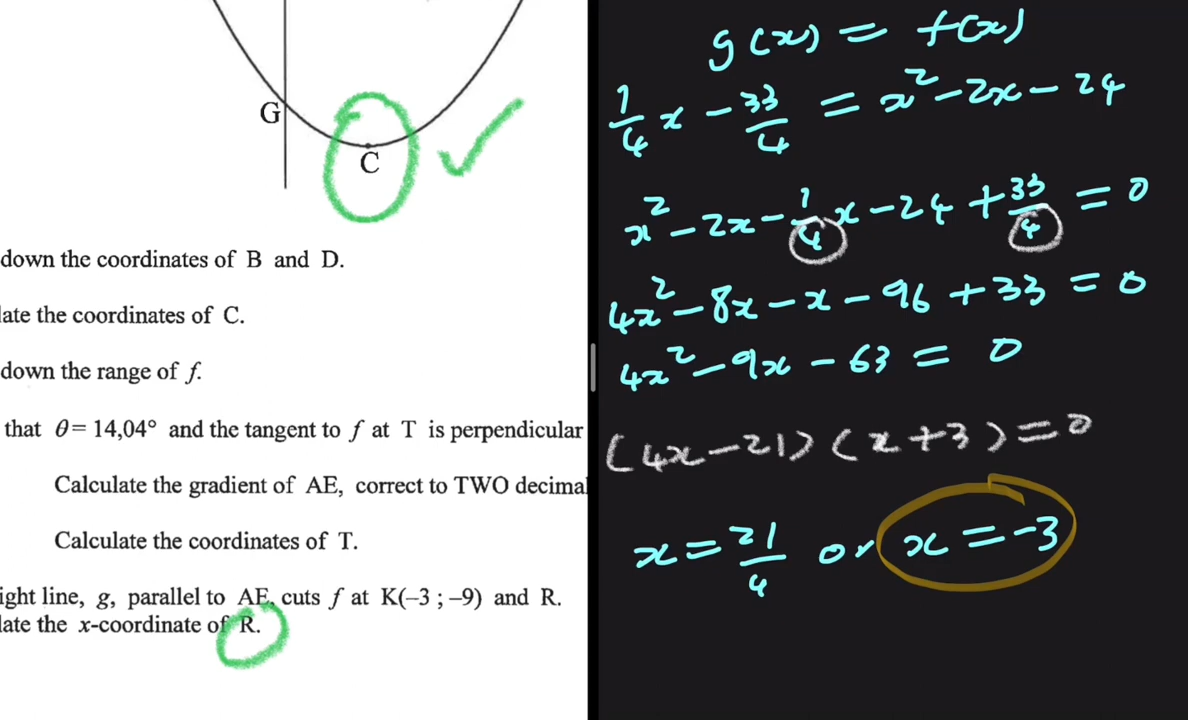 G
C
down the coordinates of B and D.
late the coordinates of C.
down the range of f.
that θ = 14,04° and the tangent to f at T is perpendicular
Calculate the gradient of AE, correct to TWO decimal
Calculate the coordinates of T.
ight line, g, parallel to AE, cuts f at K(–3 ; –9) and R.
late the x-coordinate of R.
g(x) = f(x)
1/4 x - 33/4 = x² - 2x - 24
x² - 2x - 1/4 x - 24 + 33/4 = 0
4x² - 8x - x - 96 + 33 = 0
4x² - 9x - 63 = 0
(4x - 21)(x + 3) = 0
x = 21/4 or x = -3